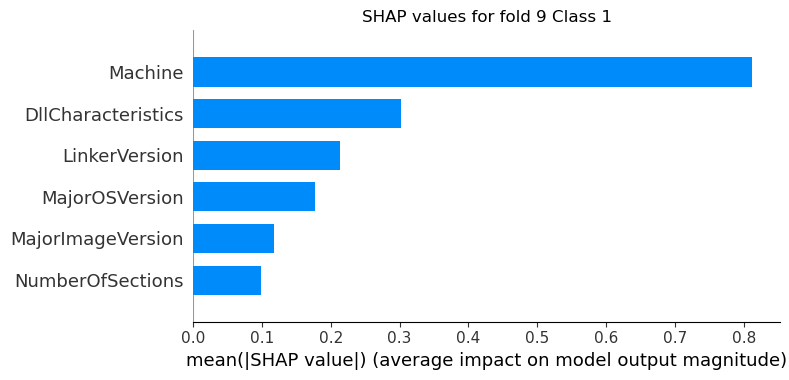 SHAP values for fold 9 Class 1
Machine
DllCharacteristics
LinkerVersion
MajorOSVersion
MajorImageVersion
NumberOfSections
0.0 0.1 0.2 0.3 0.4 0.5 0.6 0.7 0.8
mean(|SHAP value|) (average impact on model output magnitude)